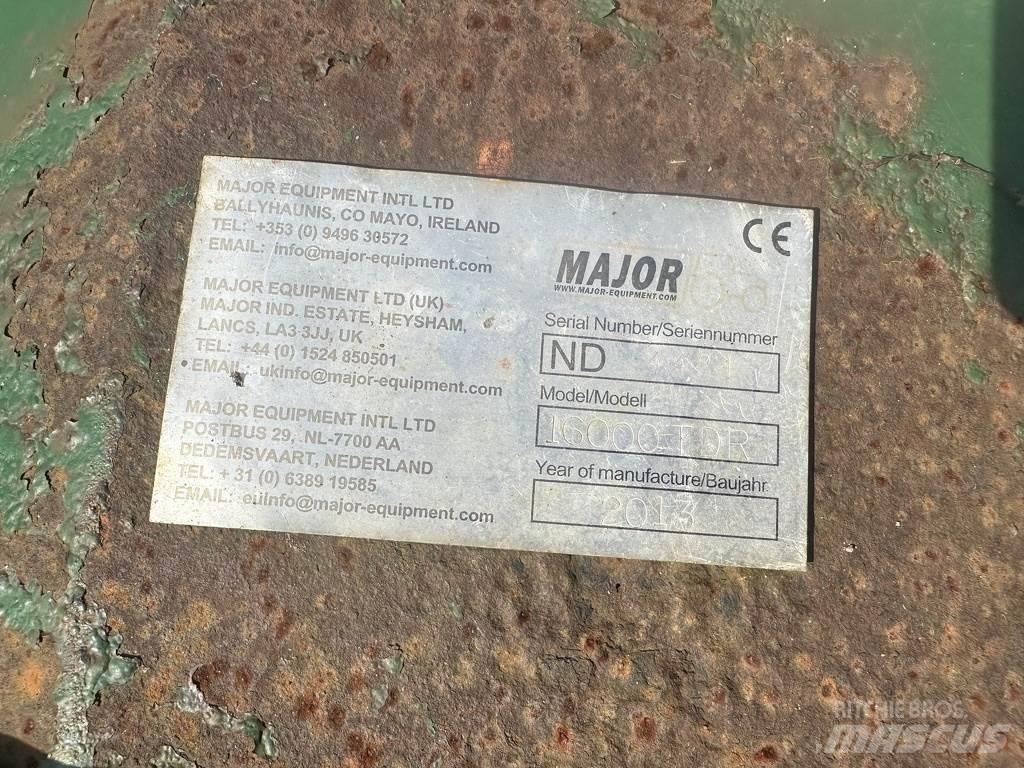 MAJOR EQUIPMENT INTL LTD
BALLYHAUNIS, CO MAYO, IRELAND
TEL: +353 (0) 9496 30572
EMAIL: info@major-equipment.com
MAJOR EQUIPMENT LTD (UK)
MAJOR IND. ESTATE, HEYSHAM,
LANCS, LA3 3JJ, UK
TEL: +44 (0) 1524 850501
EMAIL: ukinfo@major-equipment.com
MAJOR EQUIPMENT INTL LTD
POSTBUS 29, NL-7700 AA
DEDEMSVAART, NEDERLAND
TEL: + 31 (0) 6389 19585
EMAIL: euinfo@major-equipment.com
CE
MAJOR
WWW.MAJOR-EQUIPMENT.COM
Serial Number/Seriennummer
ND
Model/Modell
16000 TDR
Year of manufacture/Baujahr
2013
RITCHIE BROS.
MASCUS